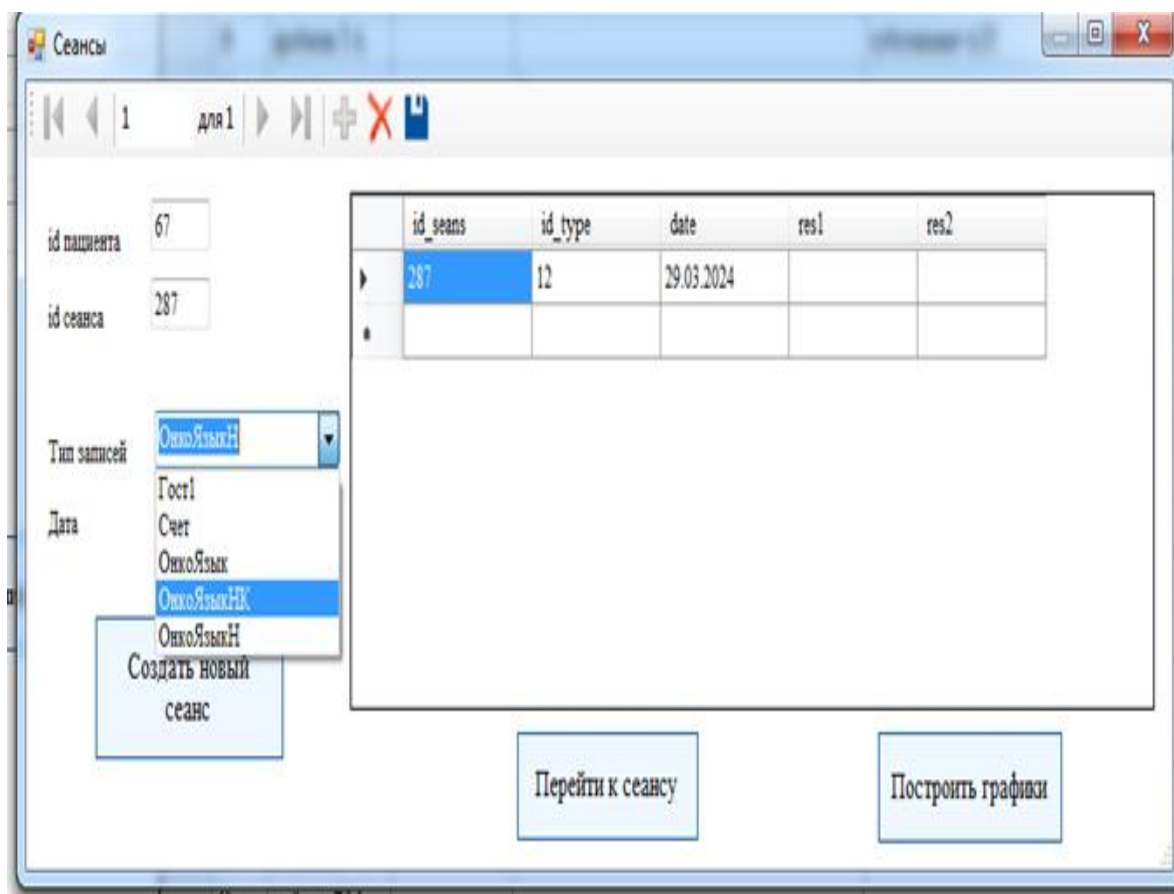 Сеансы
1 для 1
id пациента 67
id сеанса 287
id_seans id_type date res1 res2
287 12 29.03.2024
Тип записей ОнкоЯзыкН
Гост1
Счет
ОнкоЯзык
ОнкоЯзыкНК
ОнкоЯзыкН
Дата
Создать новый
сеанс
Перейти к сеансу
Построить графики